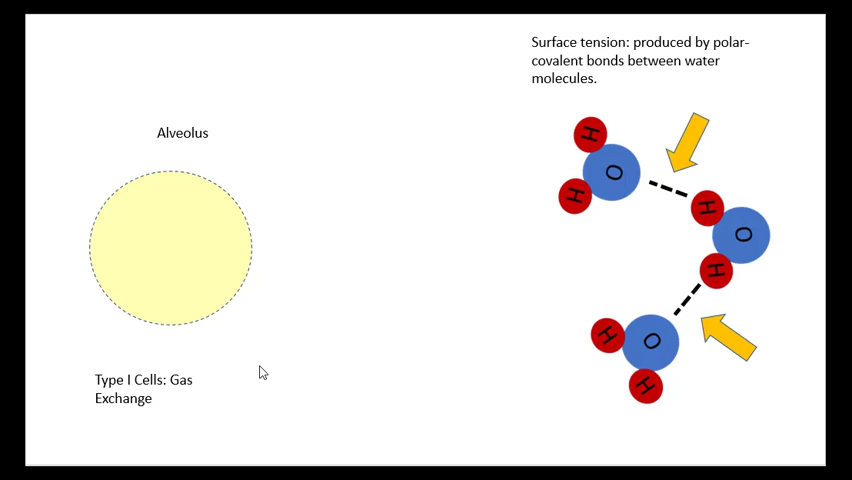 Surface tension: produced by polar-
covalent bonds between water
molecules.
Alveolus
H
O
H
H
O
H
H
O
H
Type I Cells: Gas
Exchange